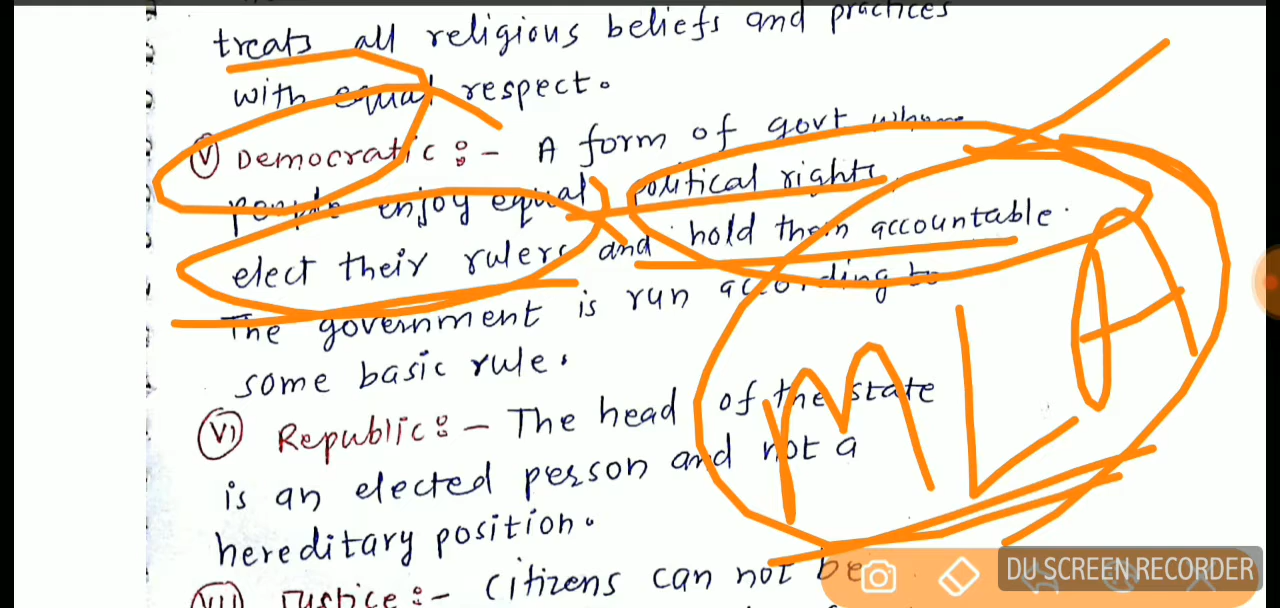 treats all religious beliefs and practices
with equal respect.
(V) Democratic :- A form of govt where
people enjoy equal political rights,
elect their rulers and hold them accountable.
The government is run according to
some basic rule.
(VI) Republic :- The head of the state
is an elected person and not a
hereditary position.
(VII) Justice :- Citizens can not be
MLA
DU SCREEN RECORDER